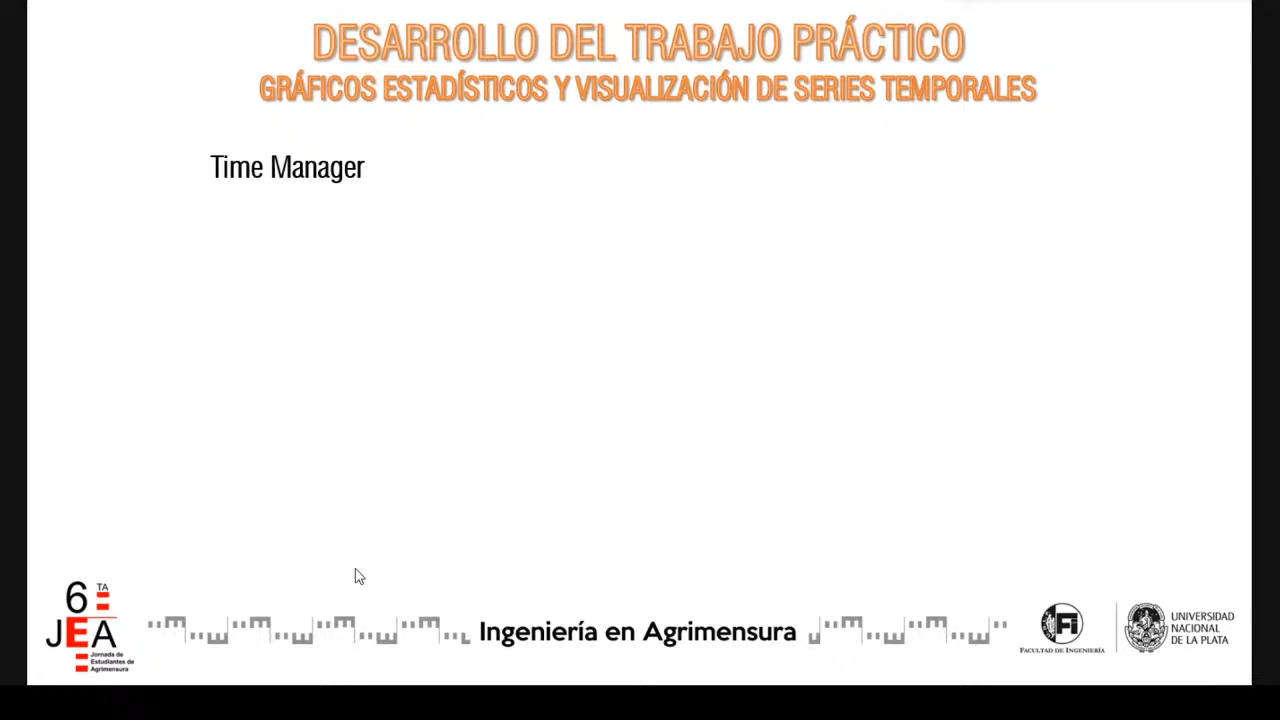 DESARROLLO DEL TRABAJO PRÁCTICO
GRÁFICOS ESTADÍSTICOS Y VISUALIZACIÓN DE SERIES TEMPORALES
Time Manager
6 TA
JEA
Jornada de
Estudiantes de
Agrimensura
Ingeniería en Agrimensura
Fi
FACULTAD DE INGENIERÍA
UNIVERSIDAD
NACIONAL
DE LA PLATA